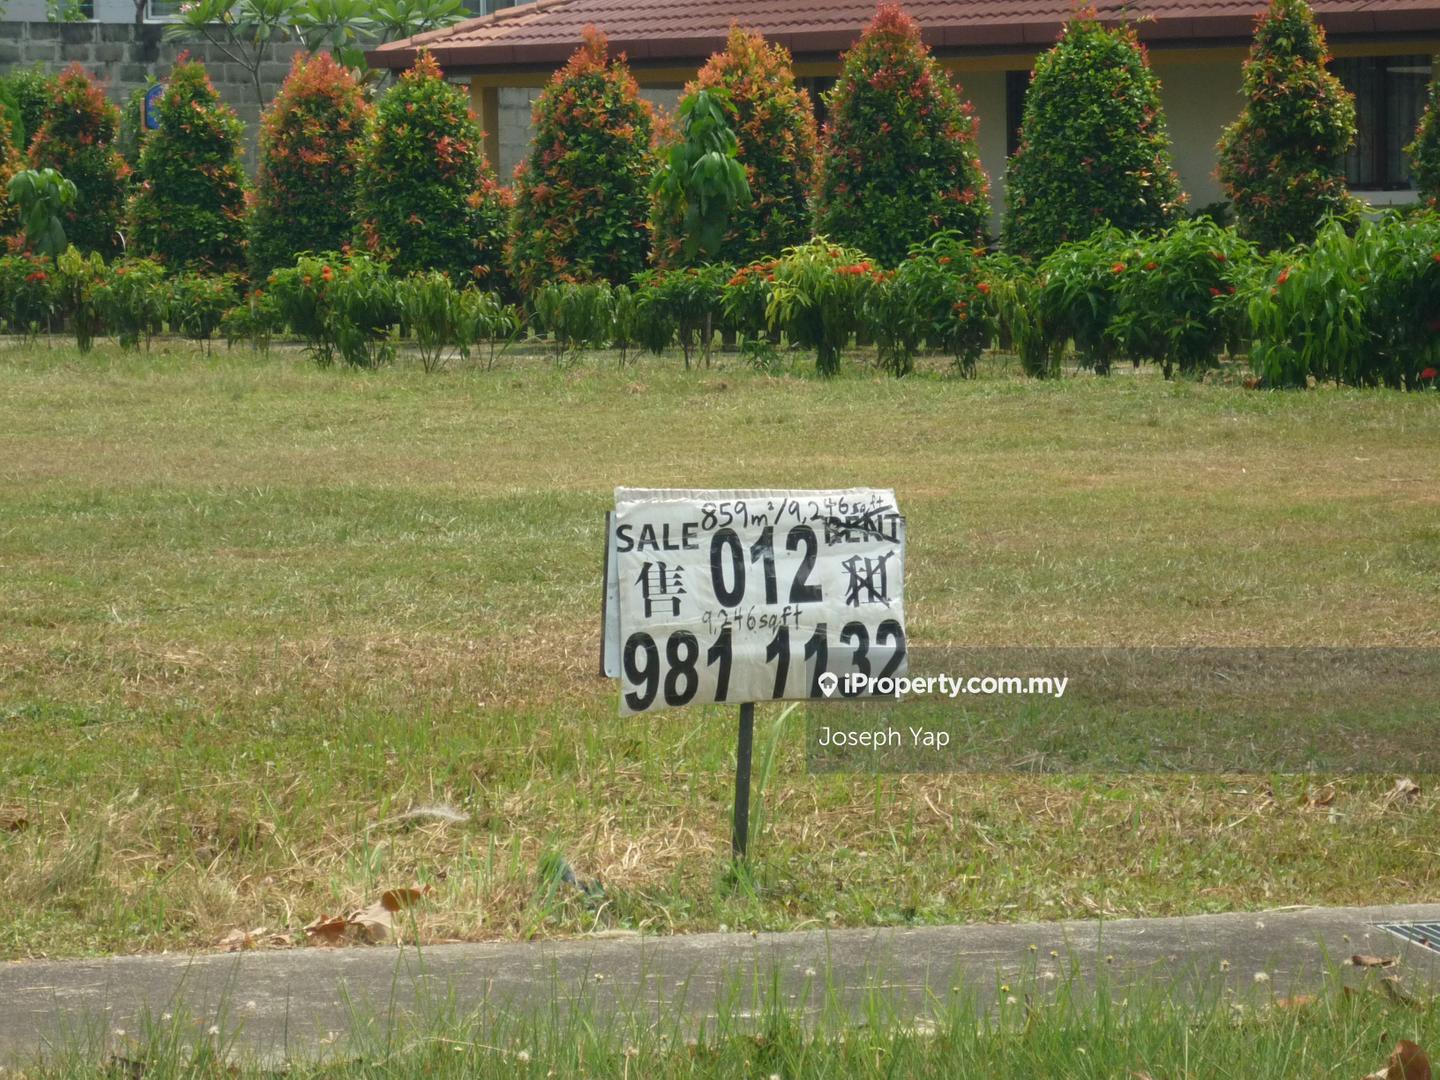 859m²/9,246sqft
SALE 012 RENT
售 租
9,246sqft
981 1132
iProperty.com.my
Joseph Yap